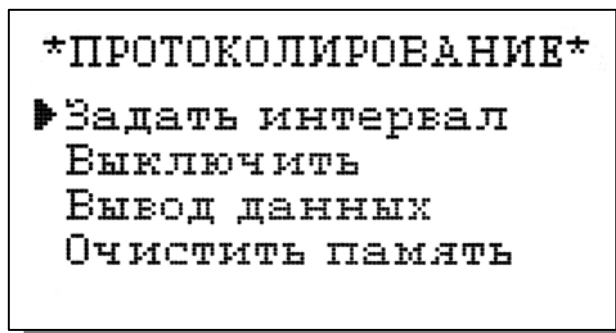 *ПРОТОКОЛИРОВАНИЕ*
Задать интервал
Выключить
Вывод данных
Очистить память